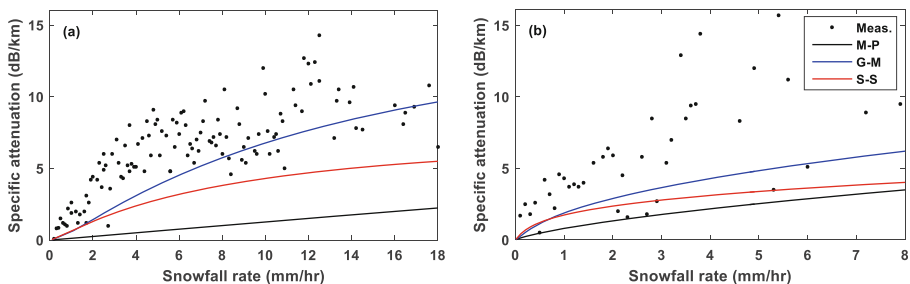 (a)
Specific attenuation (dB/km)
15
10
5
0
0 2 4 6 8 10 12 14 16 18
Snowfall rate (mm/hr)
(b)
Meas.
M-P
G-M
S-S
Specific attenuation (dB/km)
15
10
5
0
0 1 2 3 4 5 6 7 8
Snowfall rate (mm/hr)